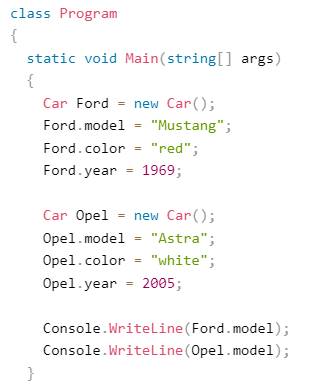 class Program
{
  static void Main(string[] args)
  {
    Car Ford = new Car();
    Ford.model = "Mustang";
    Ford.color = "red";
    Ford.year = 1969;

    Car Opel = new Car();
    Opel.model = "Astra";
    Opel.color = "white";
    Opel.year = 2005;

    Console.WriteLine(Ford.model);
    Console.WriteLine(Opel.model);
  }